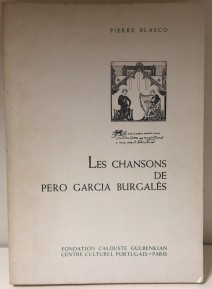 PIERRE BLASCO
LES CHANSONS
DE
PERO GARCIA BURGALÊS
FONDATION CALOUSTE GULBENKIAN
CENTRE CULTUREL PORTUGAIS • PARIS